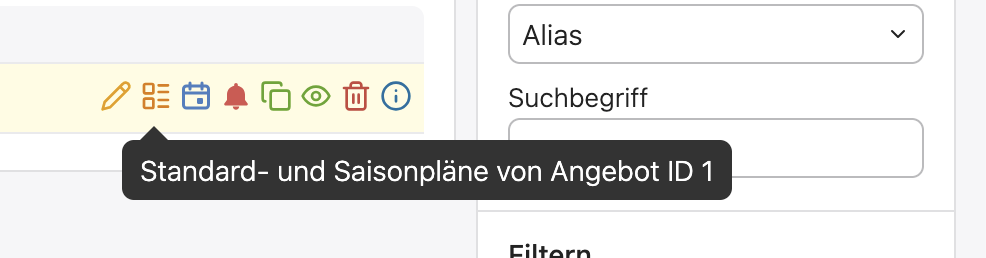 Alias
Suchbegriff
Standard- und Saisonpläne von Angebot ID 1
Filtern